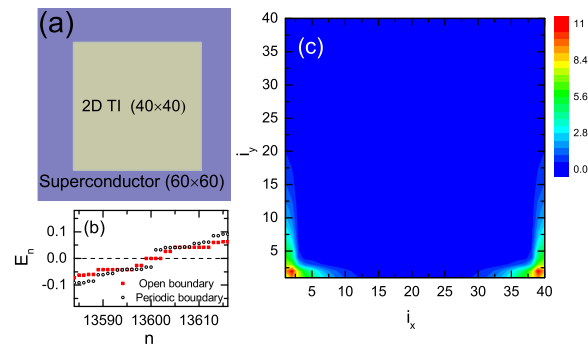 (a)
2D TI (40×40)
Superconductor (60×60)
(b)
0.1
0.0
-0.1
E_n
Open boundary
Periodic boundary
13590 13600 13610
n
(c)
40
35
30
25
20
15
10
5
i_y
5 10 15 20 25 30 35 40
i_x
11
8.4
5.6
2.8
0.0